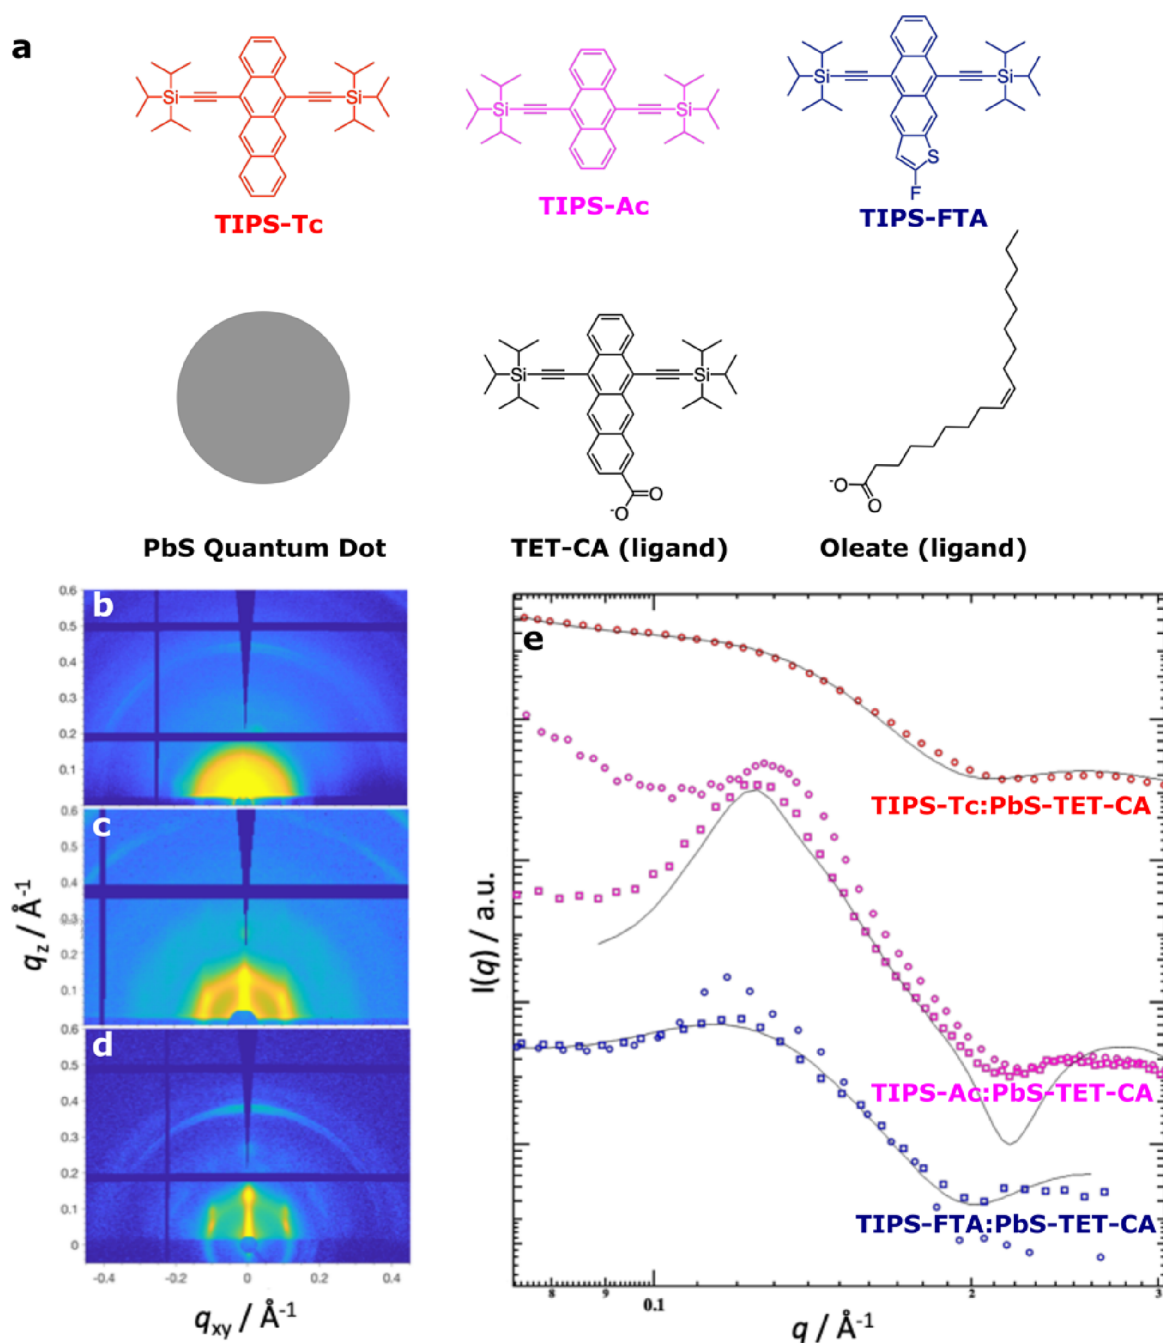 a
Si
Si
TIPS-Tc
Si
Si
TIPS-Ac
Si
Si
S
F
TIPS-FTA
PbS Quantum Dot
Si
Si
O
-O
TET-CA (ligand)
-O
O
Oleate (ligand)
b
0.6
0.5
0.4
0.3
0.2
0.1
c
0.6
0.5
0.4
0.3
0.2
0.1
d
0.6
0.5
0.4
0.3
0.2
0.1
0
-0.4
-0.2
0
0.2
0.4
qz / Å-1
qxy / Å-1
e
TIPS-Tc:PbS-TET-CA
TIPS-Ac:PbS-TET-CA
TIPS-FTA:PbS-TET-CA
I(q) / a.u.
8
9
0.1
2
3
q / Å-1